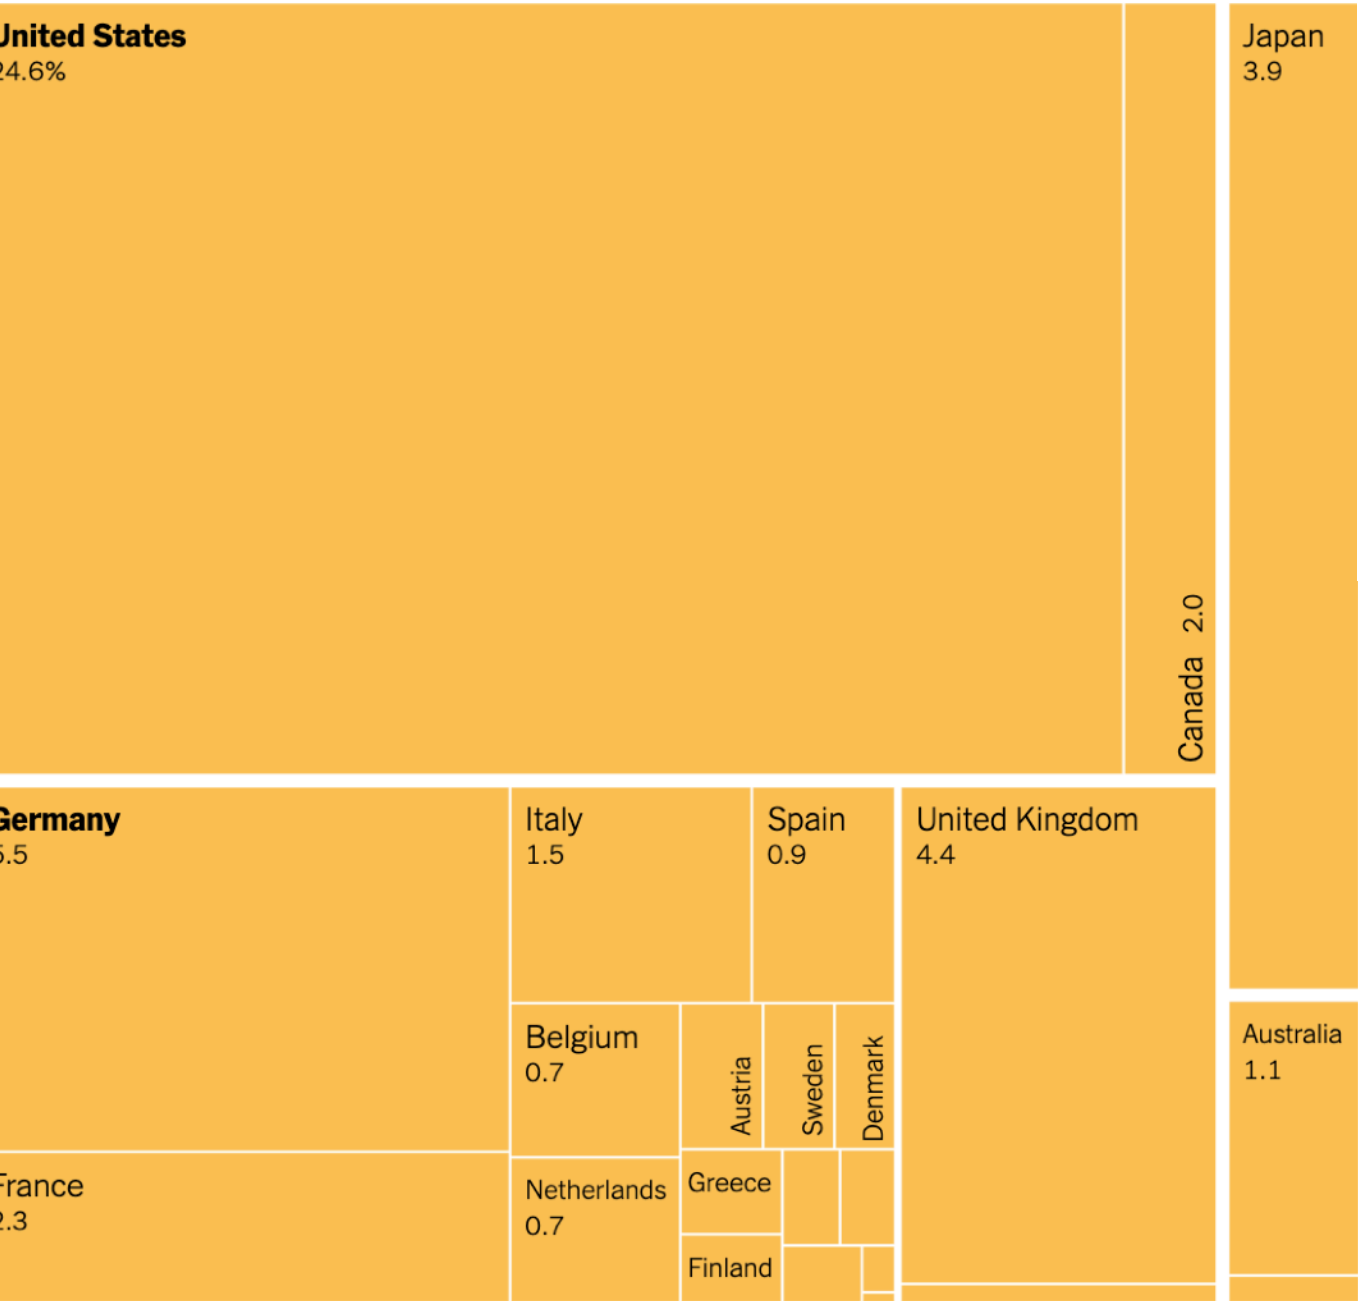 United States
24.6%
Canada 2.0
Japan
3.9
Germany
5.5
Italy
1.5
Spain
0.9
United Kingdom
4.4
Belgium
0.7
Austria
Sweden
Denmark
Australia
1.1
France
2.3
Netherlands
0.7
Greece
Finland